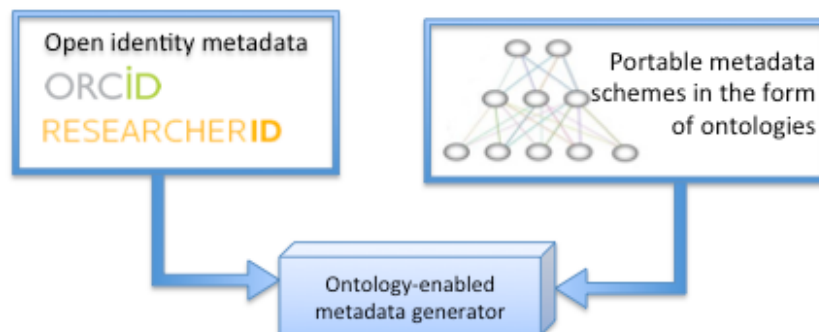 Open identity metadata
ORCiD
RESEARCHERID
Portable metadata
schemes in the form
of ontologies
Ontology-enabled
metadata generator